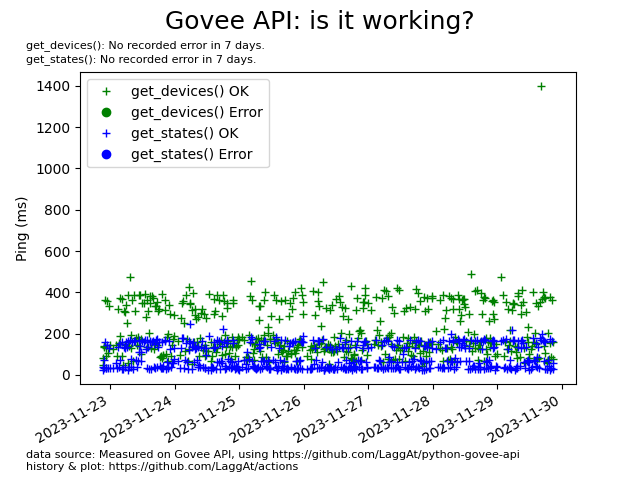 Govee API: is it working?
get_devices(): No recorded error in 7 days.
get_states(): No recorded error in 7 days.
get_devices() OK
get_devices() Error
get_states() OK
get_states() Error
Ping (ms)
1400
1200
1000
800
600
400
200
0
2023-11-23
2023-11-24
2023-11-25
2023-11-26
2023-11-27
2023-11-28
2023-11-29
2023-11-30
data source: Measured on Govee API, using https://github.com/LaggAt/python-govee-api
history & plot: https://github.com/LaggAt/actions